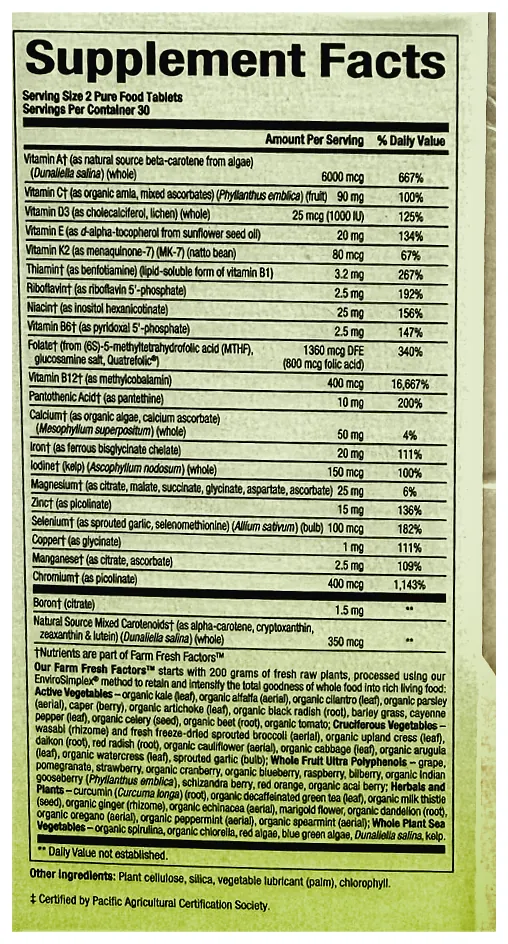 Supplement Facts
Serving Size 2 Pure Food Tablets
Servings Per Container 30
Amount Per Serving % Daily Value
Vitamin A† (as natural source beta-carotene from algae)
(Dunaliella salina) (whole) 6000 mcg 667%
Vitamin C† (as organic amla, mixed ascorbates) (Phyllanthus emblica) (fruit) 90 mg 100%
Vitamin D3 (as cholecalciferol, lichen) (whole) 25 mcg (1000 IU) 125%
Vitamin E (as d-alpha-tocopherol from sunflower seed oil) 20 mg 134%
Vitamin K2 (as menaquinone-7) (MK-7) (natto bean) 80 mcg 67%
Thiamin† (as benfotiamine) (lipid-soluble form of vitamin B1) 3.2 mg 267%
Riboflavin† (as riboflavin 5'-phosphate) 2.5 mg 192%
Niacin† (as inositol hexanicotinate) 25 mg 156%
Vitamin B6† (as pyridoxal 5'-phosphate) 2.5 mg 147%
Folate† (from (6S)-5-methyltetrahydrofolic acid (MTHF), 1360 mcg DFE 340%
glucosamine salt, Quatrefolic®) (800 mcg folic acid)
Vitamin B12† (as methylcobalamin) 400 mcg 16,667%
Pantothenic Acid† (as pantethine) 10 mg 200%
Calcium† (as organic algae, calcium ascorbate)
(Mesophyllum superpositum) (whole) 50 mg 4%
Iron† (as ferrous bisglycinate chelate) 20 mg 111%
Iodine† (kelp) (Ascophyllum nodosum) (whole) 150 mcg 100%
Magnesium† (as citrate, malate, succinate, glycinate, aspartate, ascorbate) 25 mg 6%
Zinc† (as picolinate) 15 mg 136%
Selenium† (as sprouted garlic, selenomethionine) (Allium sativum) (bulb) 100 mcg 182%
Copper† (as glycinate) 1 mg 111%
Manganese† (as citrate, ascorbate) 2.5 mg 109%
Chromium† (as picolinate) 400 mcg 1,143%
Boron† (citrate) 1.5 mg **
Natural Source Mixed Carotenoids† (as alpha-carotene, cryptoxanthin,
zeaxanthin & lutein) (Dunaliella salina) (whole) 350 mcg **
†Nutrients are part of Farm Fresh Factors™
Our Farm Fresh Factors™ starts with 200 grams of fresh raw plants, processed using our
EnviroSimplex® method to retain and intensify the total goodness of whole food into rich living food:
Active Vegetables – organic kale (leaf), organic alfalfa (aerial), organic cilantro (leaf), organic parsley
(aerial), caper (berry), organic artichoke (leaf), organic black radish (root), barley grass, cayenne
pepper (leaf), organic celery (seed), organic beet (root), organic tomato; Cruciferous Vegetables –
wasabi (rhizome) and fresh freeze-dried sprouted broccoli (aerial), organic upland cress (leaf),
daikon (root), red radish (root), organic cauliflower (aerial), organic cabbage (leaf), organic arugula
(leaf), organic watercress (leaf), sprouted garlic (bulb); Whole Fruit Ultra Polyphenols – grape,
pomegranate, strawberry, organic cranberry, organic blueberry, raspberry, bilberry, organic Indian
gooseberry (Phyllanthus emblica), schizandra berry, red orange, organic acai berry; Herbals and
Plants – curcumin (Curcuma longa) (root), organic decaffeinated green tea (leaf), organic milk thistle
(seed), organic ginger (rhizome), organic echinacea (aerial), marigold flower, organic dandelion (root),
organic oregano (aerial), organic peppermint (aerial), organic spearmint (aerial); Whole Plant Sea
Vegetables – organic spirulina, organic chlorella, red algae, blue green algae, Dunaliella salina, kelp.
** Daily Value not established.
Other Ingredients: Plant cellulose, silica, vegetable lubricant (palm), chlorophyll.
‡ Certified by Pacific Agricultural Certification Society.